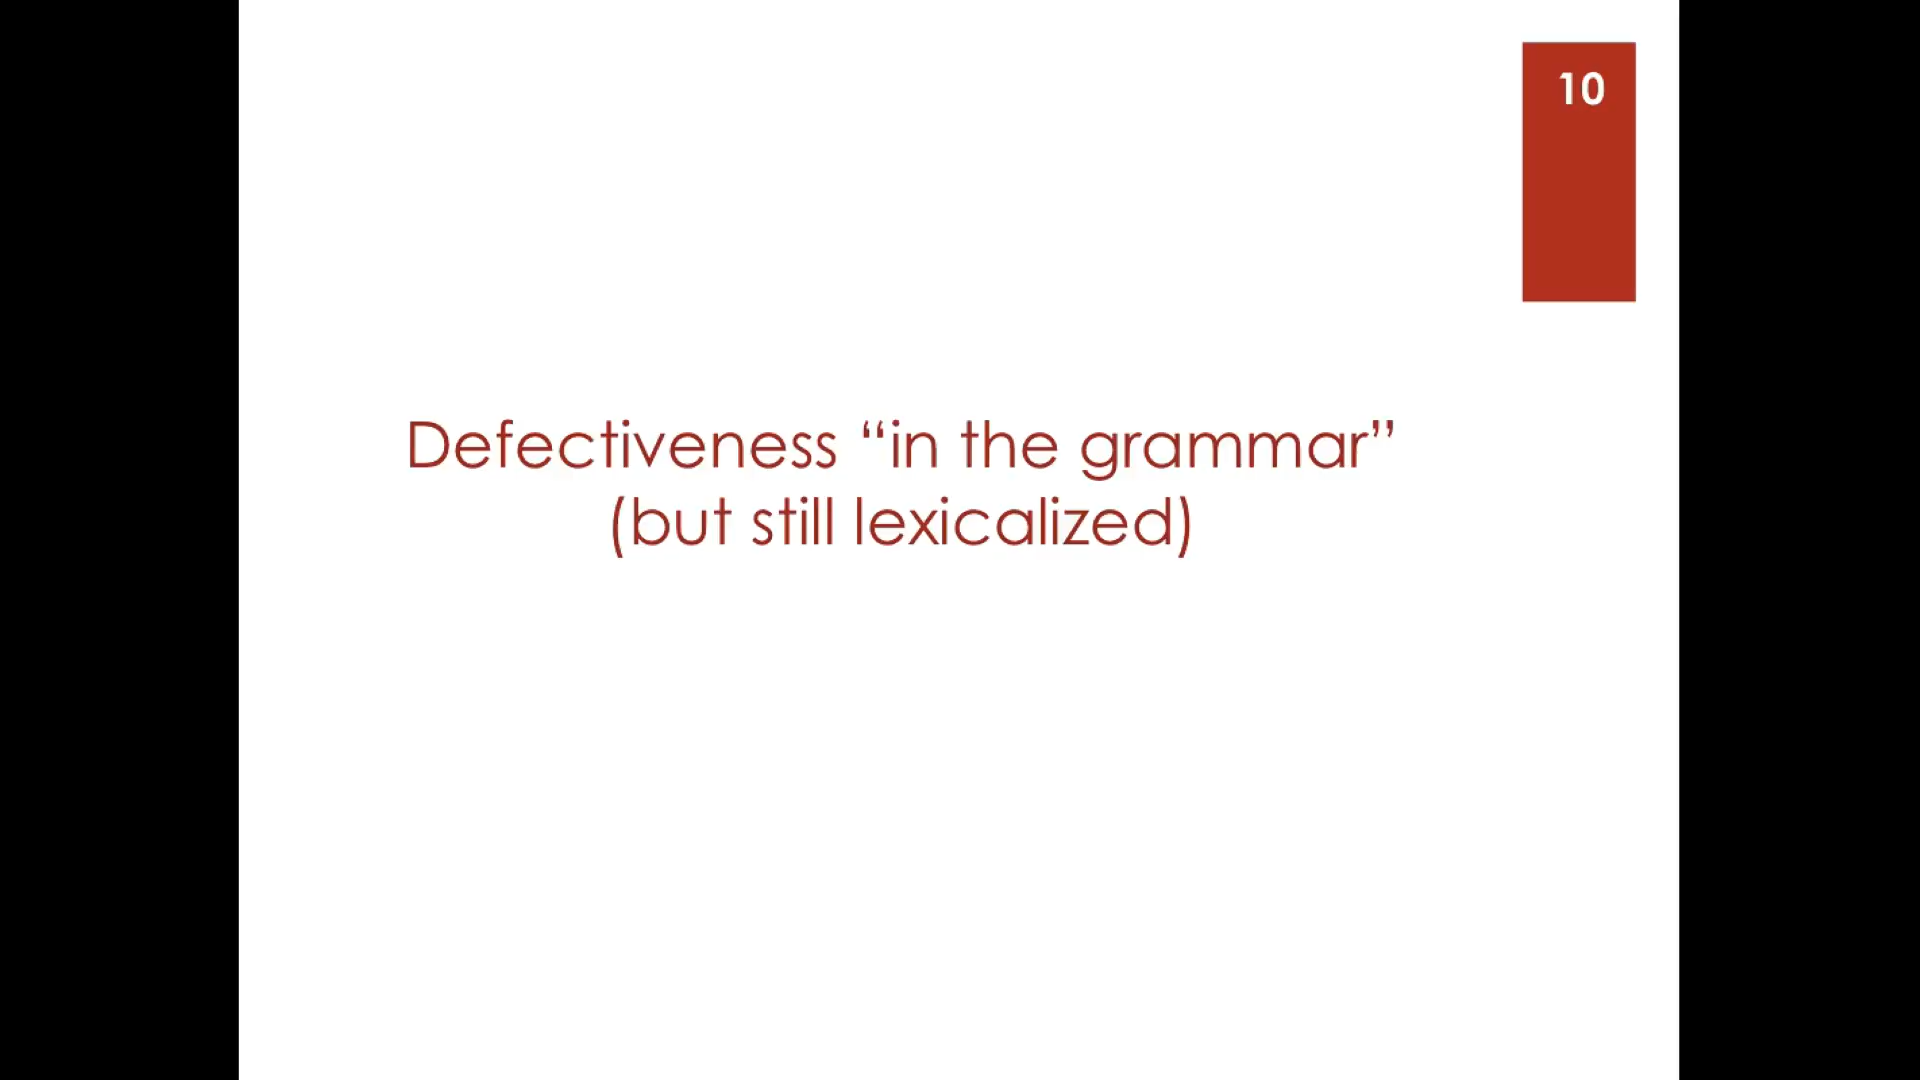 10
Defectiveness “in the grammar”
(but still lexicalized)